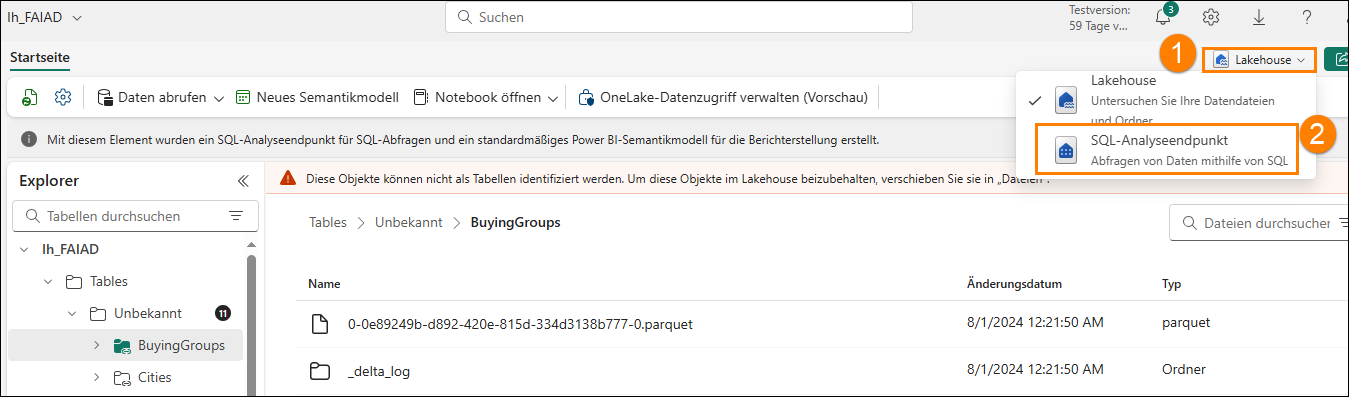 lh_FAIAD
Suchen
Testversion:
59 Tage v...
3
?
Startseite
1
Lakehouse
Daten abrufen
Neues Semantikmodell
Notebook öffnen
OneLake-Datenzugriff verwalten (Vorschau)
Lakehouse
Untersuchen Sie Ihre Datendateien
und Ordner
SQL-Analyseendpunkt
Abfragen von Daten mithilfe von SQL
2
Mit diesem Element wurden ein SQL-Analyseendpunkt für SQL-Abfragen und ein standardmäßiges Power BI-Semantikmodell für die Berichterstellung erstellt.
Explorer
Diese Objekte können nicht als Tabellen identifiziert werden. Um diese Objekte im Lakehouse beizubehalten, verschieben Sie sie in „Dateien“.
Tabellen durchsuchen
Tables > Unbekannt > BuyingGroups
Dateien durchsuchen
lh_FAIAD
Tables
Unbekannt 11
BuyingGroups
Cities
Name Änderungsdatum Typ
0-0e89249b-d892-420e-815d-334d3138b777-0.parquet 8/1/2024 12:21:50 AM parquet
_delta_log 8/1/2024 12:21:50 AM Ordner